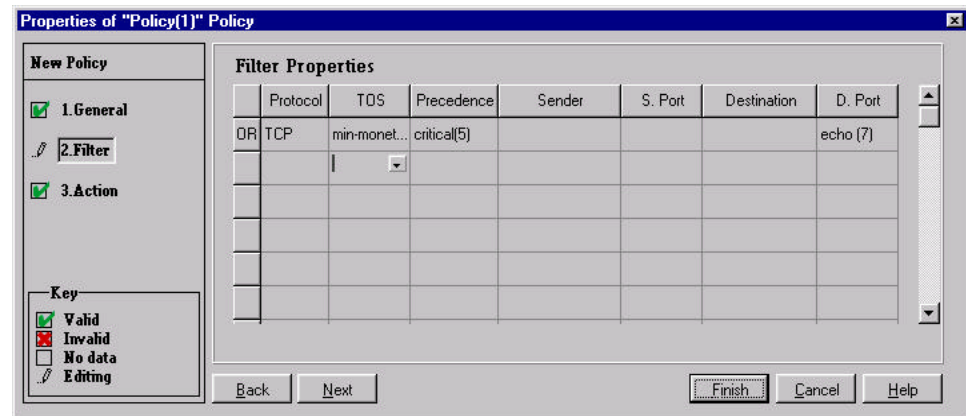 Properties of "Policy(1)" Policy
New Policy
1.General
2.Filter
3.Action
Key
Valid
Invalid
No data
Editing
Filter Properties
Protocol TOS Precedence Sender S. Port Destination D. Port
OR TCP min-monet... critical(5) echo (7)
Back Next Finish Cancel Help